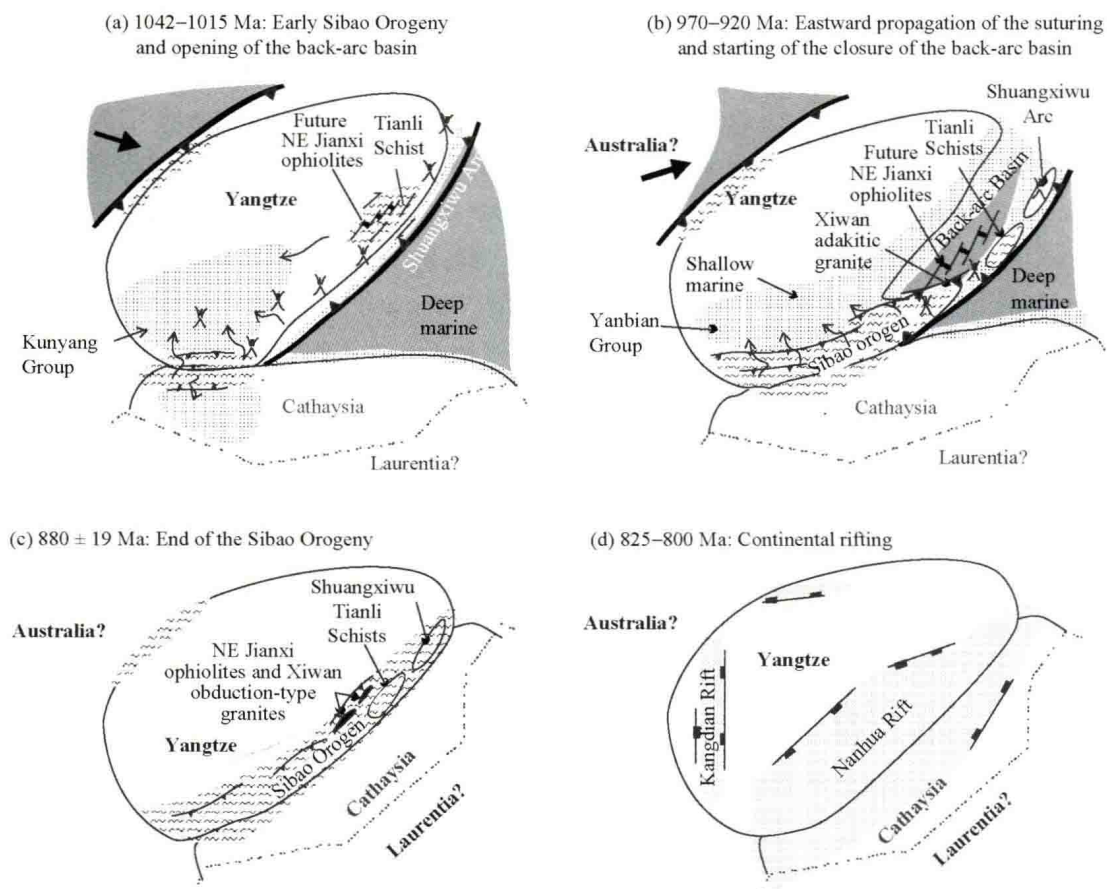 (a) 1042–1015 Ma: Early Sibao Orogeny
and opening of the back-arc basin
Future
NE Jianxi
ophiolites
Tianli
Schist
Yangtze
Shuangxiwu Arc
Deep
marine
Kunyang
Group
Cathaysia
Laurentia?
(b) 970–920 Ma: Eastward propagation of the suturing
and starting of the closure of the back-arc basin
Shuangxiwu
Arc
Tianli
Schists
Australia?
Future
NE Jianxi
ophiolites
Yangtze
Back-arc Basin
Xiwan
adakitic
granite
Shallow
marine
Deep
marine
Yanbian
Group
Sibao orogen
Cathaysia
Laurentia?
(c) 880 ± 19 Ma: End of the Sibao Orogeny
Shuangxiwu
Tianli
Schists
Australia?
NE Jianxi
ophiolites and Xiwan
obduction-type
granites
Yangtze
Sibao Orogen
Cathaysia
Laurentia?
(d) 825–800 Ma: Continental rifting
Australia?
Yangtze
Kangdian Rift
Nanhua Rift
Cathaysia
Laurentia?